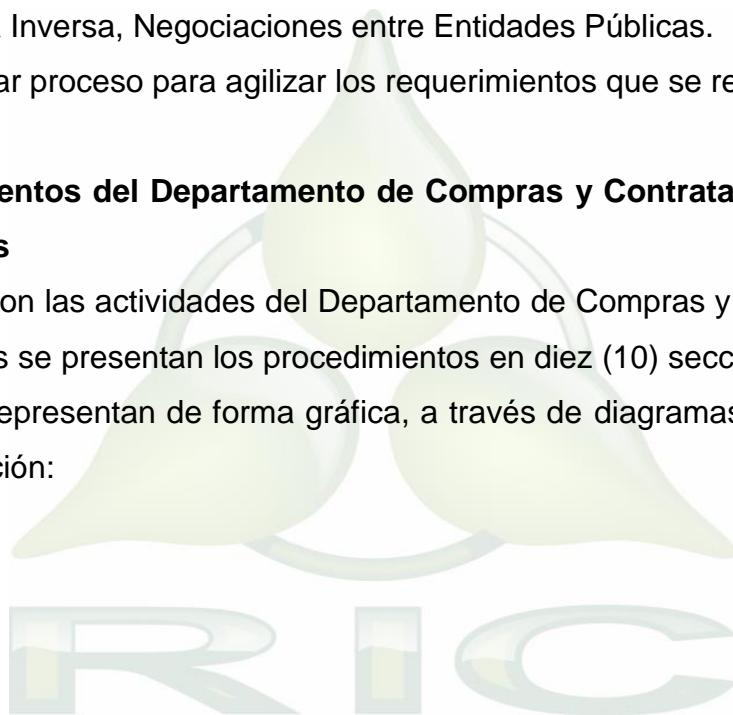 Inversa, Negociaciones entre Entidades Públicas.
ar proceso para agilizar los requerimientos que se re
entos del Departamento de Compras y Contrata
s
on las actividades del Departamento de Compras y
s se presentan los procedimientos en diez (10) secc
epresentan de forma gráfica, a través de diagramas
ción:
RIC